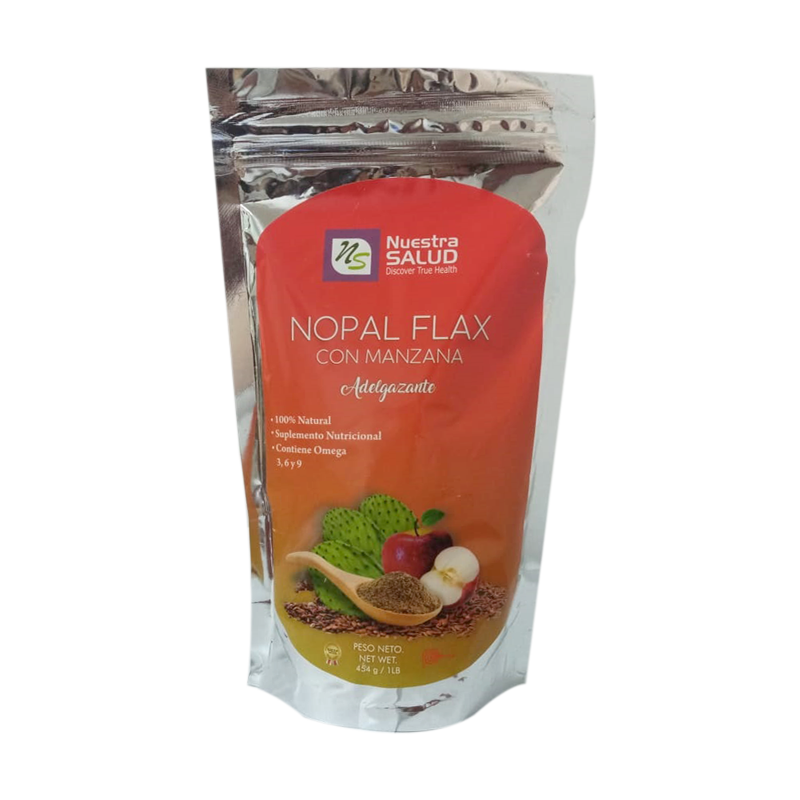 NS
Nuestra
SALUD
Discover True Health
NOPAL FLAX
CON MANZANA
Adelgazante
• 100% Natural
• Suplemento Nutricional
• Contiene Omega
3, 6 y 9
PESO NETO.
NET WET.
454 g / 1LB